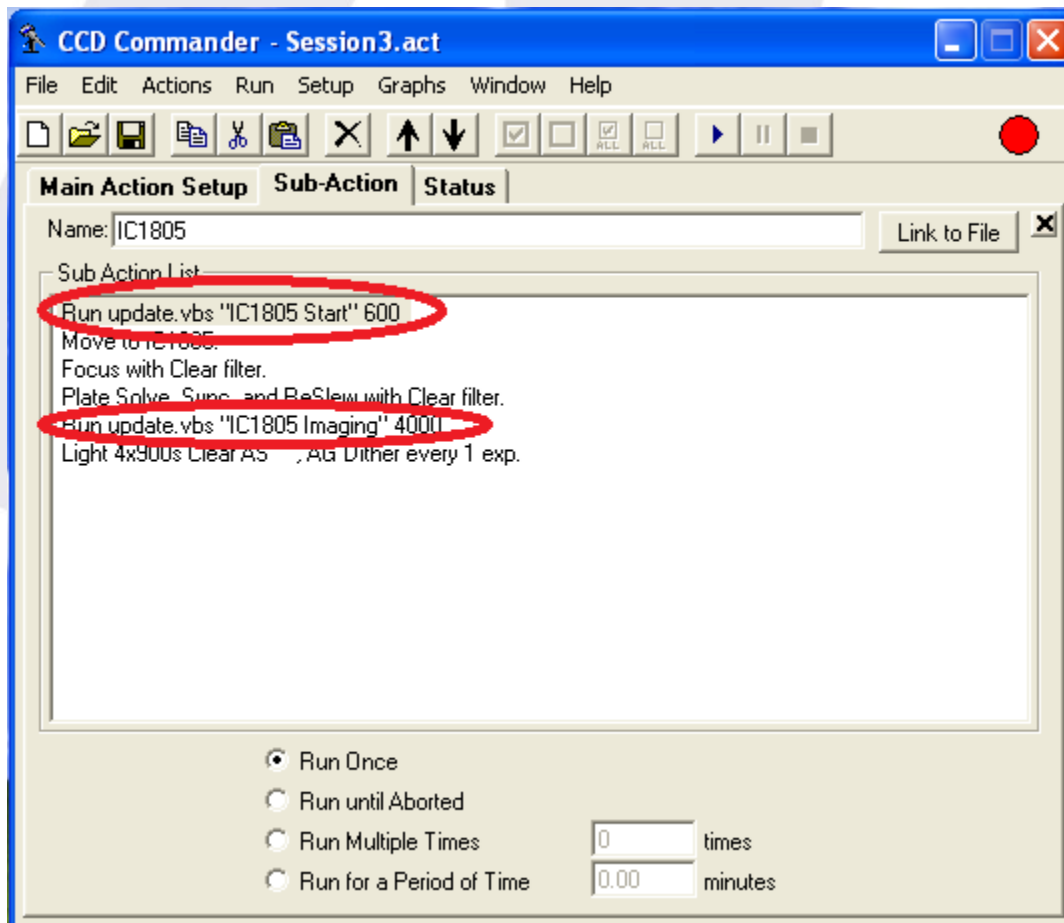 CCD Commander - Session3.act
File Edit Actions Run Setup Graphs Window Help
ALL ALL
Main Action Setup Sub-Action Status
Name: IC1805 Link to File
Sub Action List
Run update.vbs "IC1805 Start" 600
Move to IC1805.
Focus with Clear filter.
Plate Solve, Sync, and ReSlew with Clear filter.
Run update.vbs "IC1805 Imaging" 4000
Light 4x900s Clear AS , AG Dither every 1 exp.
Run Once
Run until Aborted
Run Multiple Times 0 times
Run for a Period of Time 0.00 minutes